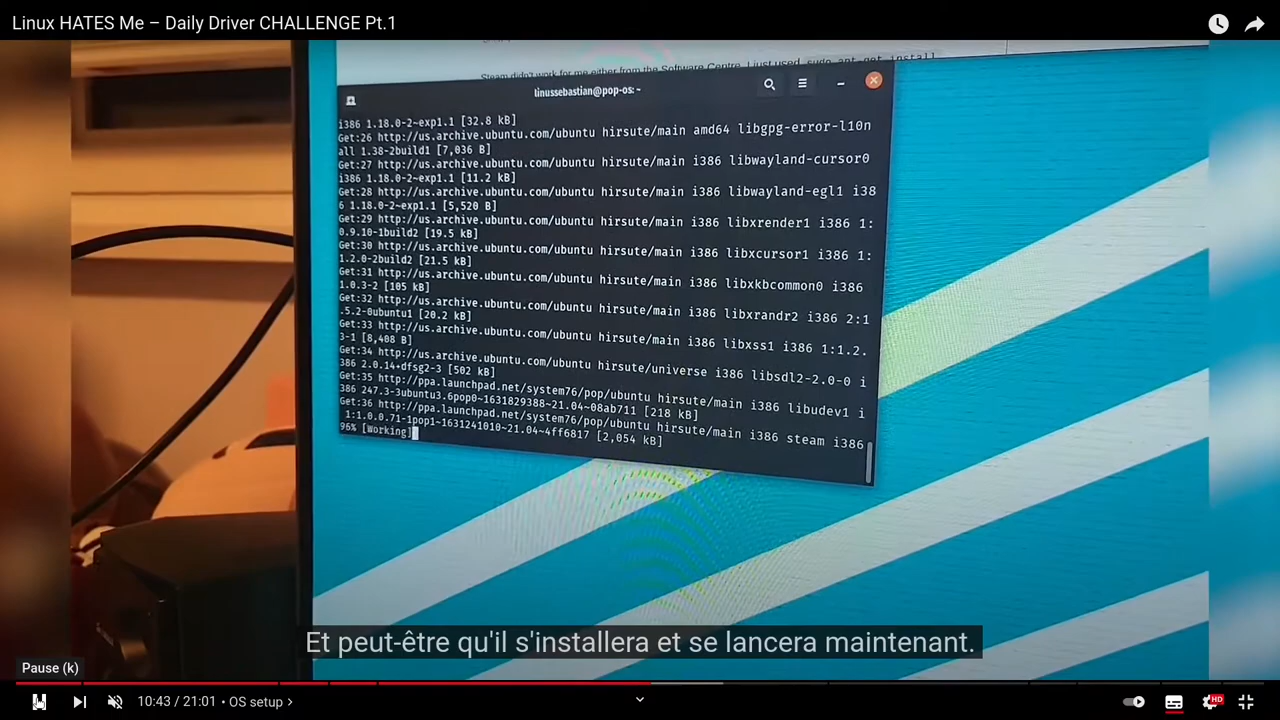 Linux HATES Me – Daily Driver CHALLENGE Pt.1
Steam didn't work for me either from the Software Centre, I just used sudo apt-get install
linussebastian@pop-os: ~
i386 1.18.0-2~exp1.1 [32.8 kB]
Get:26 http://us.archive.ubuntu.com/ubuntu hirsute/main amd64 libgpg-error-l10n
all 1.38-2build1 [7,036 B]
Get:27 http://us.archive.ubuntu.com/ubuntu hirsute/main i386 libwayland-cursor0
i386 1.18.0-2~exp1.1 [11.2 kB]
Get:28 http://us.archive.ubuntu.com/ubuntu hirsute/main i386 libwayland-egl1 i38
6 1.18.0-2~exp1.1 [5,520 B]
Get:29 http://us.archive.ubuntu.com/ubuntu hirsute/main i386 libxrender1 i386 1:
0.9.10-1build2 [19.5 kB]
Get:30 http://us.archive.ubuntu.com/ubuntu hirsute/main i386 libxcursor1 i386 1:
1.2.0-2build2 [21.5 kB]
Get:31 http://us.archive.ubuntu.com/ubuntu hirsute/main i386 libxkbcommon0 i386
1.0.3-2 [105 kB]
Get:32 http://us.archive.ubuntu.com/ubuntu hirsute/main i386 libxrandr2 i386 2:1
.5.2-0ubuntu1 [20.2 kB]
Get:33 http://us.archive.ubuntu.com/ubuntu hirsute/main i386 libxss1 i386 1:1.2.
3-1 [8,408 B]
Get:34 http://us.archive.ubuntu.com/ubuntu hirsute/universe i386 libsdl2-2.0-0 i
386 2.0.14+dfsg2-3 [502 kB]
Get:35 http://ppa.launchpad.net/system76/pop/ubuntu hirsute/main i386 libudev1 i
386 247.3-3ubuntu3.6pop0~1631829388~21.04~08ab711 [218 kB]
Get:36 http://ppa.launchpad.net/system76/pop/ubuntu hirsute/main i386 steam i386
1:1.0.0.71-1pop1~1631241010~21.04~4ff6817 [2,054 kB]
96% [Working]
Et peut-être qu'il s'installera et se lancera maintenant.
Pause (k)
10:43 / 21:01 • OS setup >
HD